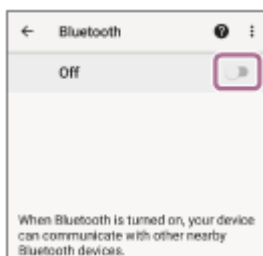 Bluetooth
Off
When Bluetooth is turned on, your device
can communicate with other nearby
Bluetooth devices.